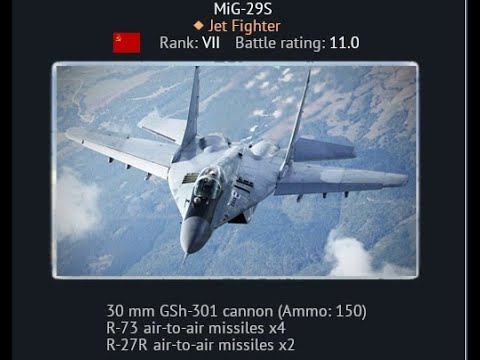 MiG-29S
Jet Fighter
Rank: VII Battle rating: 11.0
30 mm GSh-301 cannon (Ammo: 150)
R-73 air-to-air missiles x4
R-27R air-to-air missiles x2